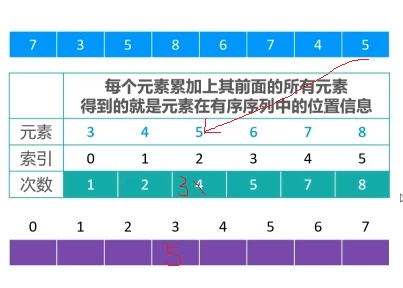 7 3 5 8 6 7 4 5
每个元素累加上其前面的所有元素
得到的就是元素在有序序列中的位置信息
元素 3 4 5 6 7 8
索引 0 1 2 3 4 5
次数 1 2 3 4 5 7 8
0 1 2 3 4 5 6 7
5